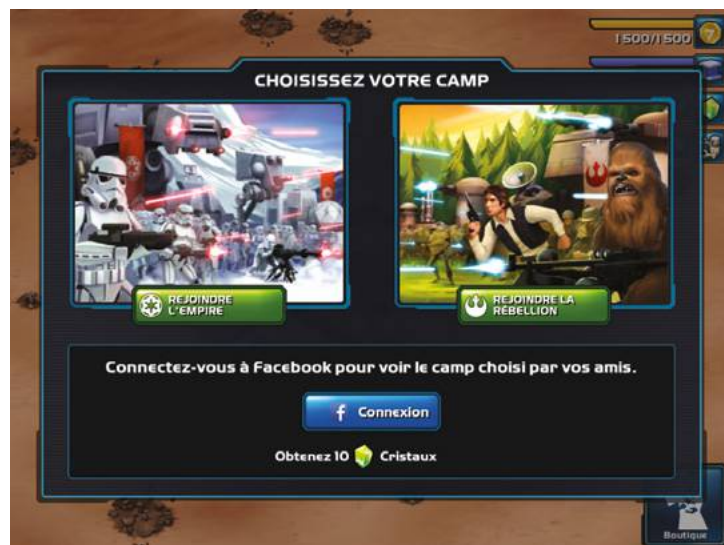 1500/1500
7
CHOISISSEZ VOTRE CAMP
REJOINDRE
L'EMPIRE
REJOINDRE LA
RÉBELLION
Connectez-vous à Facebook pour voir le camp choisi par vos amis.
f Connexion
Obtenez 10 Cristaux
Boutique